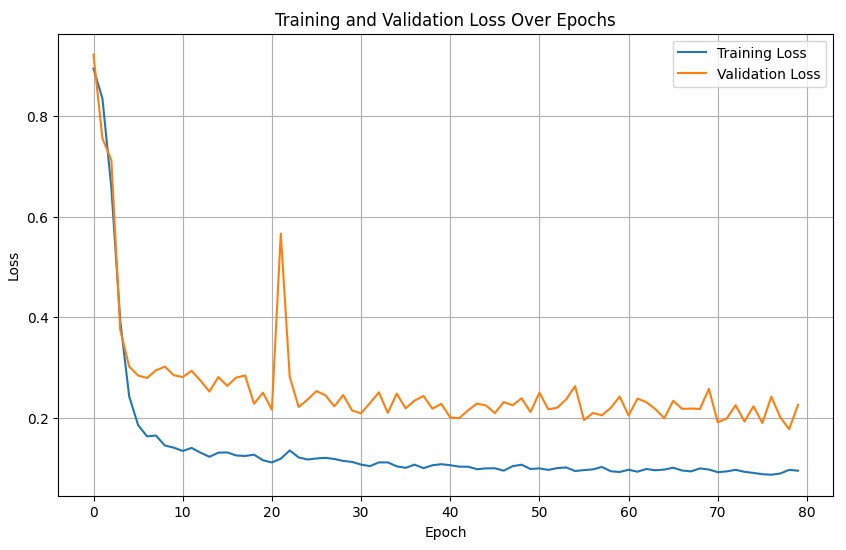 Training and Validation Loss Over Epochs
Training Loss
Validation Loss
Loss
0.8
0.6
0.4
0.2
0 10 20 30 40 50 60 70 80
Epoch